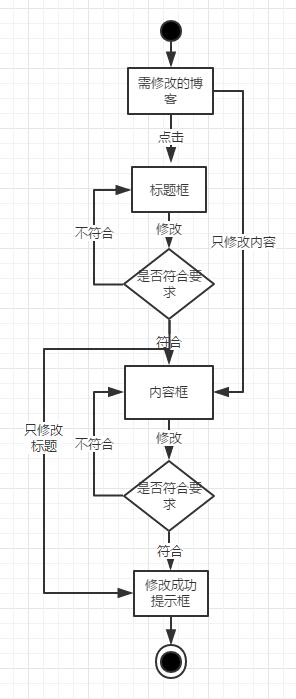 需修改的博
客
点击
标题框
修改
不符合
只修改内容
是否符合要
求
符合
内容框
只修改
标题
不符合
修改
是否符合要
求
符合
修改成功
提示框